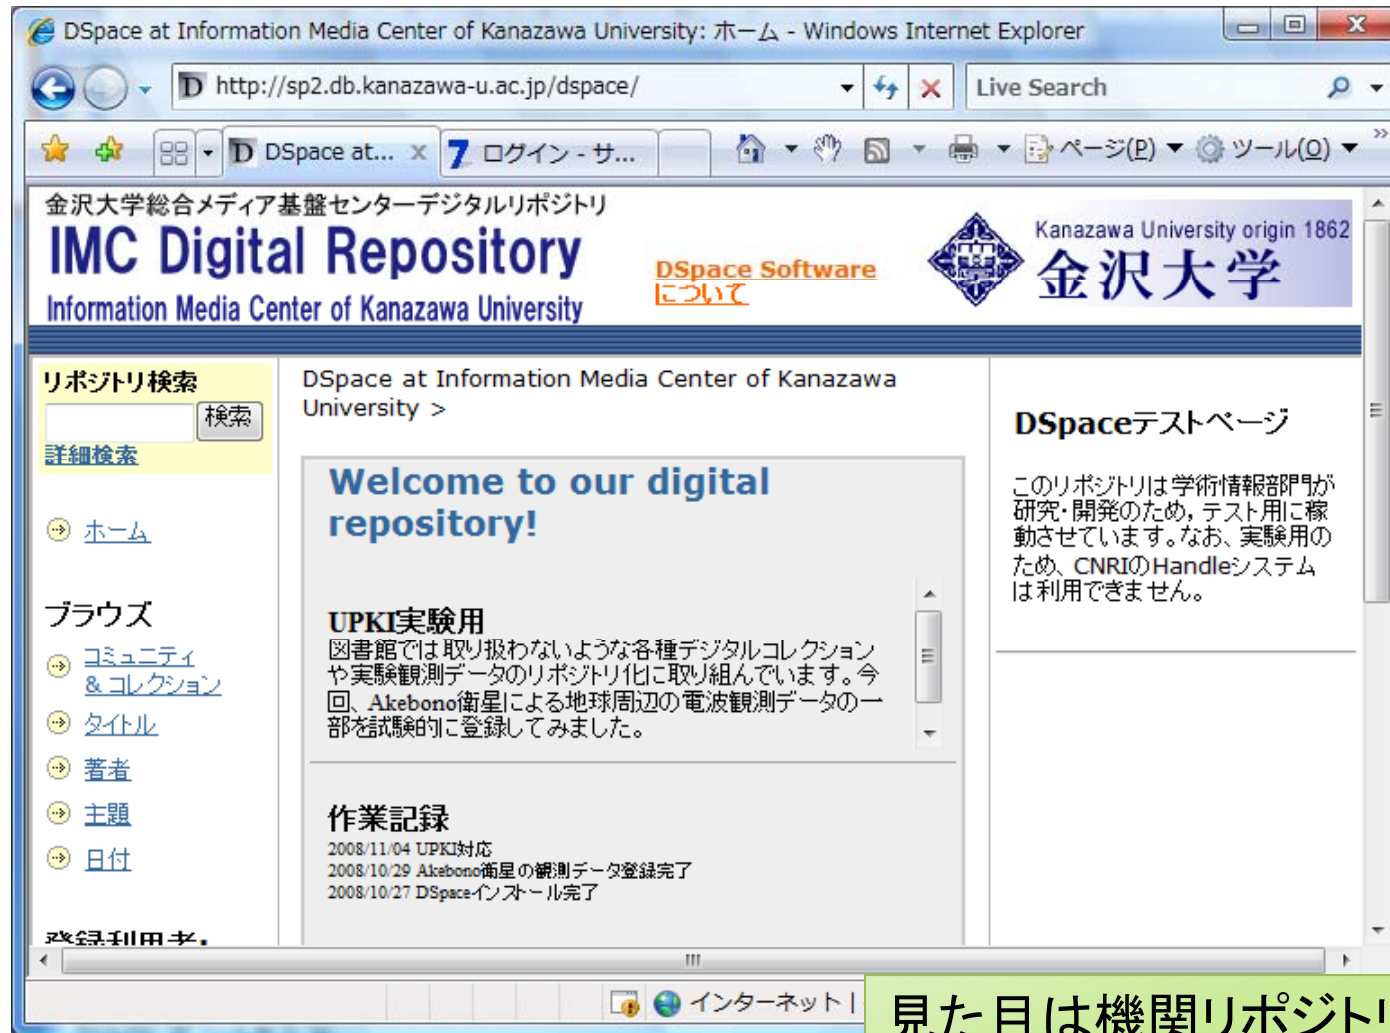 DSpace at Information Media Center of Kanazawa University: ホーム - Windows Internet Explorer
http://sp2.db.kanazawa-u.ac.jp/dspace/
Live Search
DSpace at...
ログイン - サ...
ページ(P)
ツール(O)
金沢大学総合メディア基盤センターデジタルリポジトリ
IMC Digital Repository
Information Media Center of Kanazawa University
DSpace Software
について
Kanazawa University origin 1862
金沢大学
リポジトリ検索
検索
詳細検索
ホーム
ブラウズ
コミュニティ
& コレクション
タイトル
著者
主題
日付
登録利用者:
DSpace at Information Media Center of Kanazawa
University >
Welcome to our digital
repository!
UPKI実験用
図書館では取り扱わないような各種デジタルコレクション
や実験観測データのリポジトリ化に取り組んでいます。今
回、Akebono衛星による地球周辺の電波観測データの一
部を試験的に登録してみました。
作業記録
2008/11/04 UPKI対応
2008/10/29 Akebono衛星の観測データ登録完了
2008/10/27 DSpaceインストール完了
DSpaceテストページ
このリポジトリは学術情報部門が
研究・開発のため，テスト用に稼
動させています。なお、実験用の
ため、CNRIのHandleシステム
は利用できません。
インターネット |
見た目は機関リポジトリ